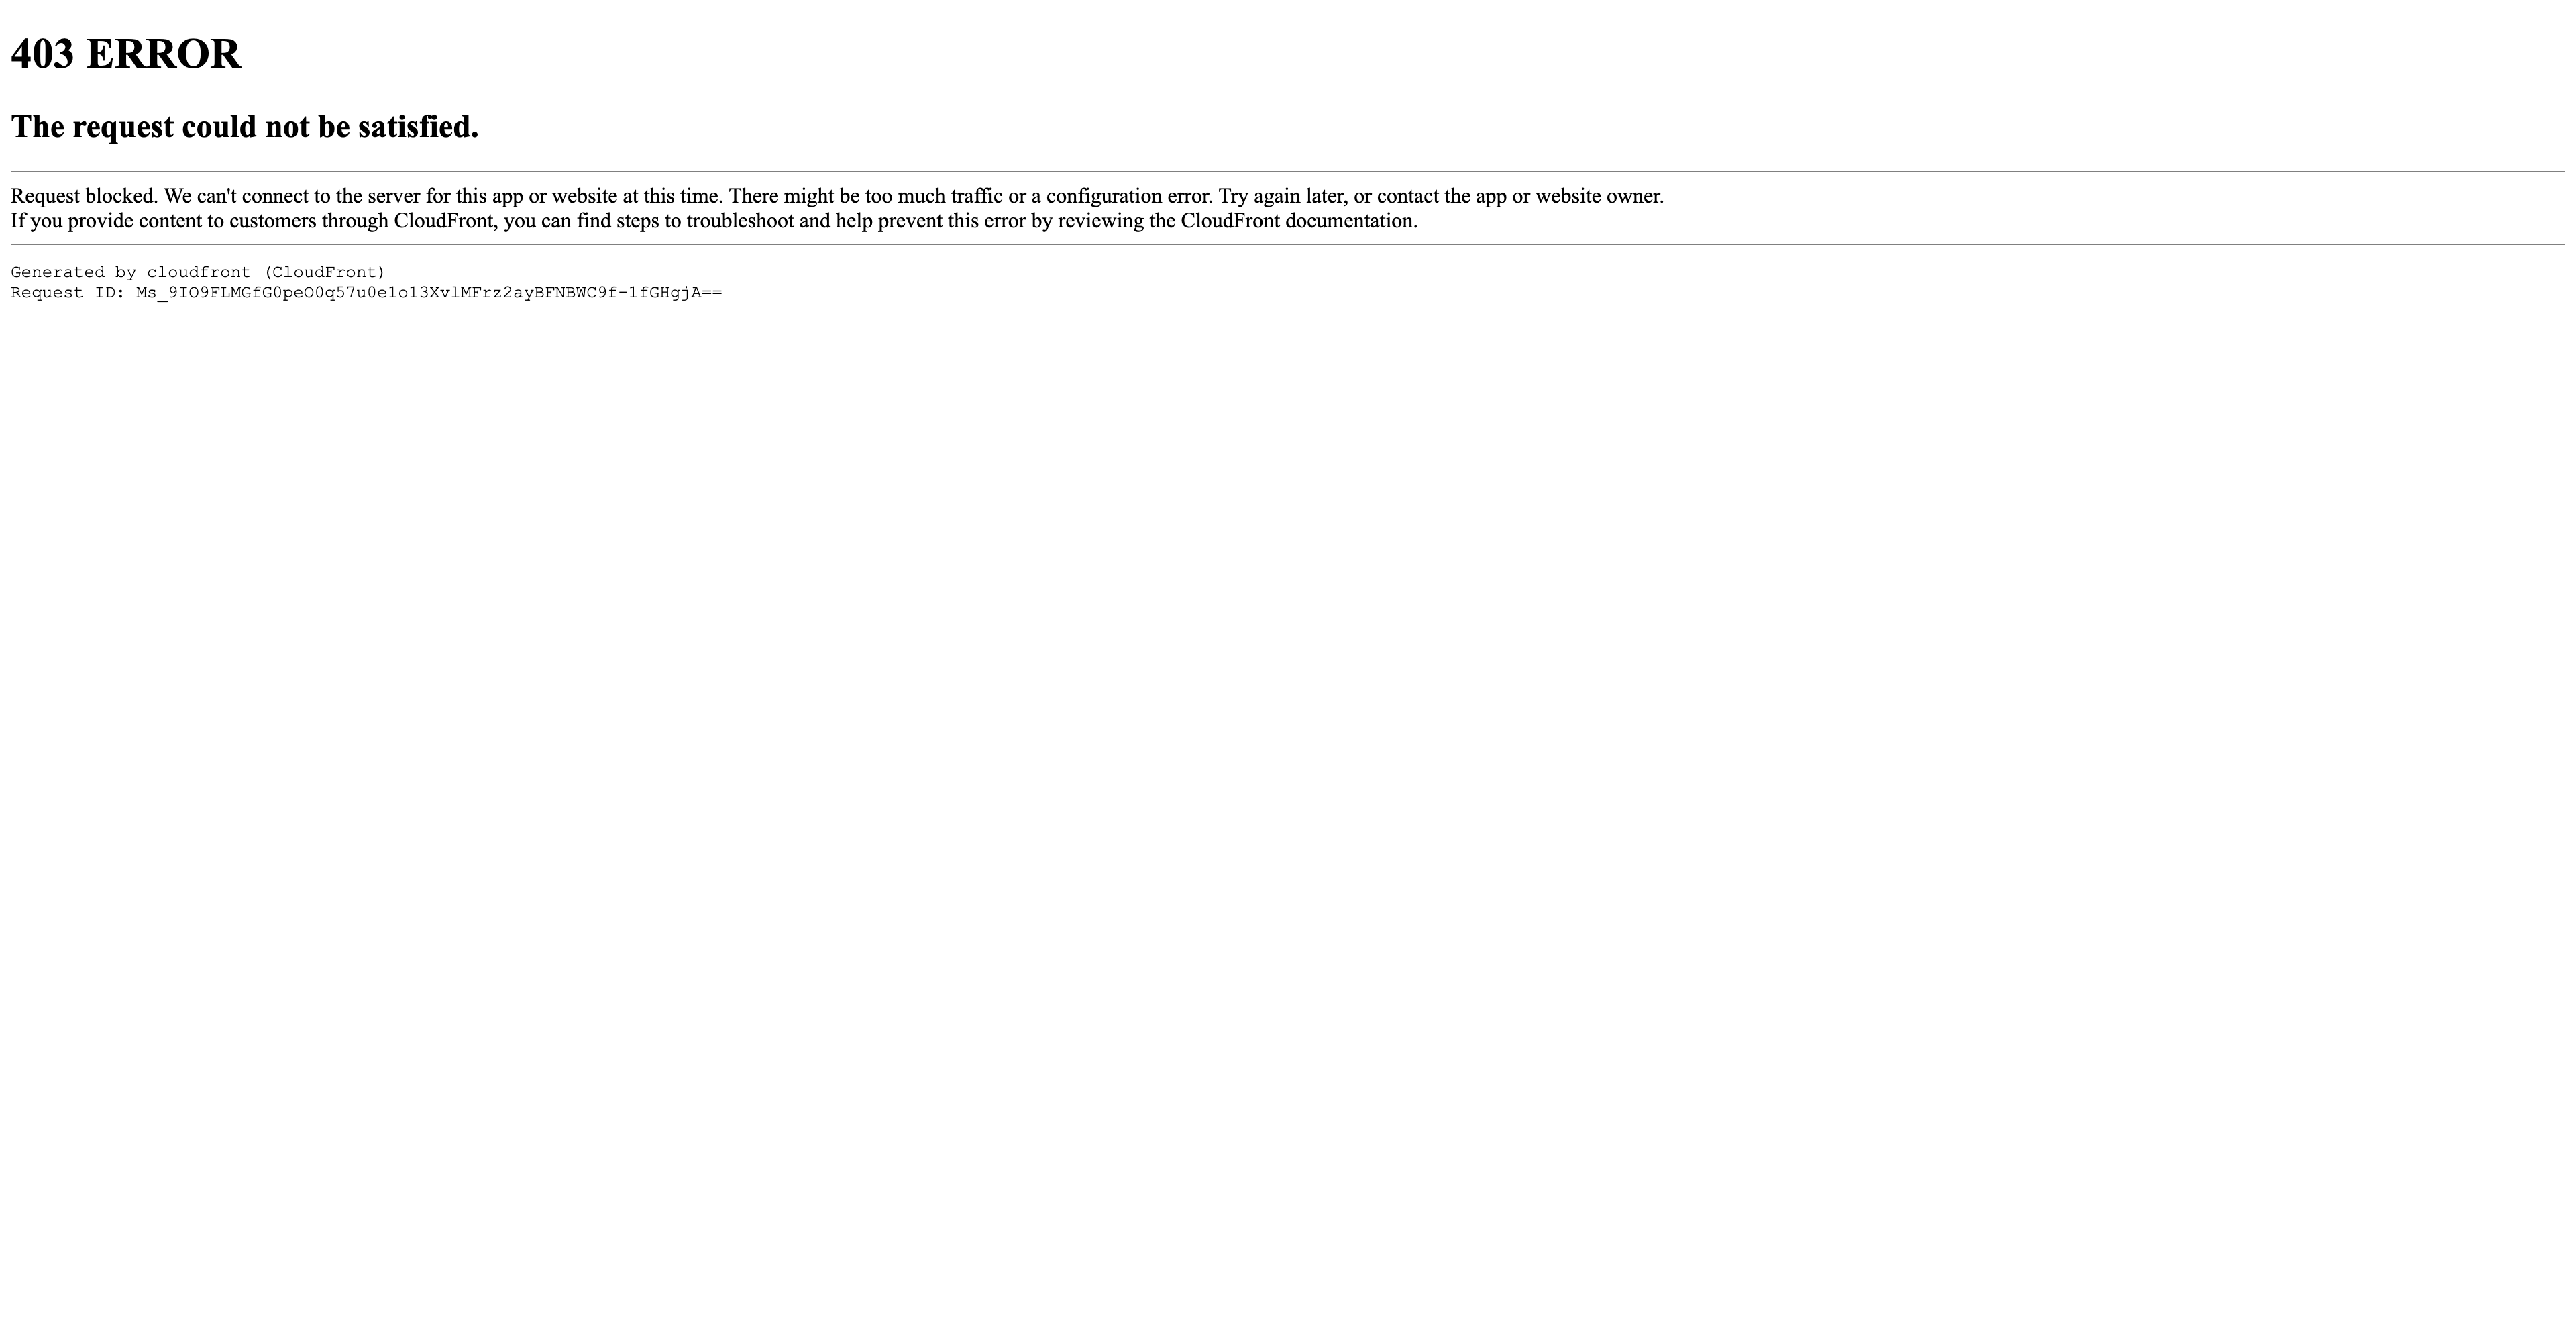 403 ERROR
The request could not be satisfied.
Request blocked. We can't connect to the server for this app or website at this time. There might be too much traffic or a configuration error. Try again later, or contact the app or website owner.
If you provide content to customers through CloudFront, you can find steps to troubleshoot and help prevent this error by reviewing the CloudFront documentation.
Generated by cloudfront (CloudFront)
Request ID: Ms_9IO9FLMGfG0peO0q57u0e1o13XvlMFrz2ayBFNBWC9f-1fGHgjA==